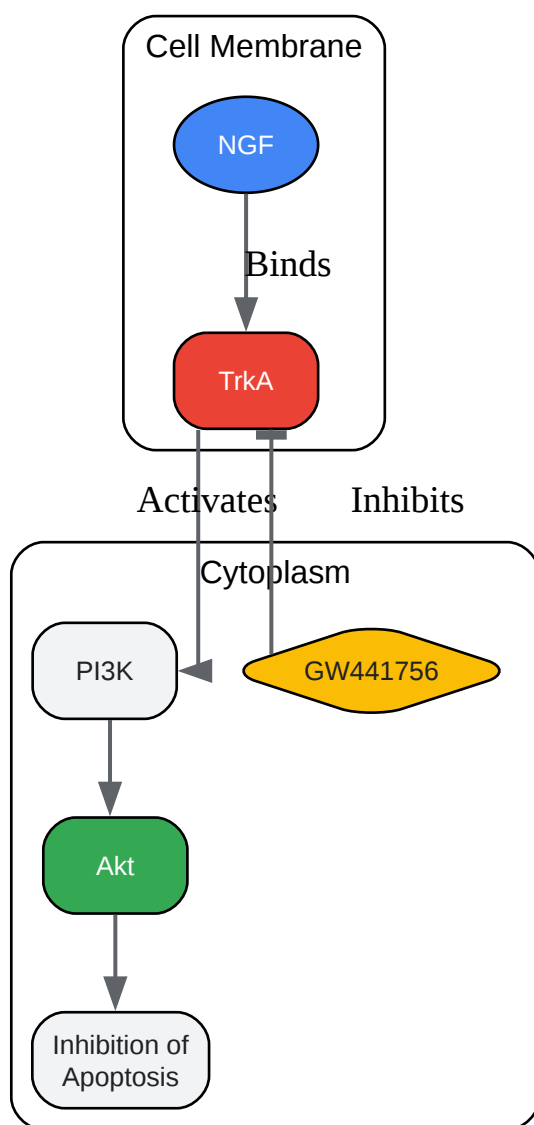 Cell Membrane
NGF
Binds
TrkA
Activates
Inhibits
Cytoplasm
PI3K
GW441756
Akt
Inhibition of
Apoptosis